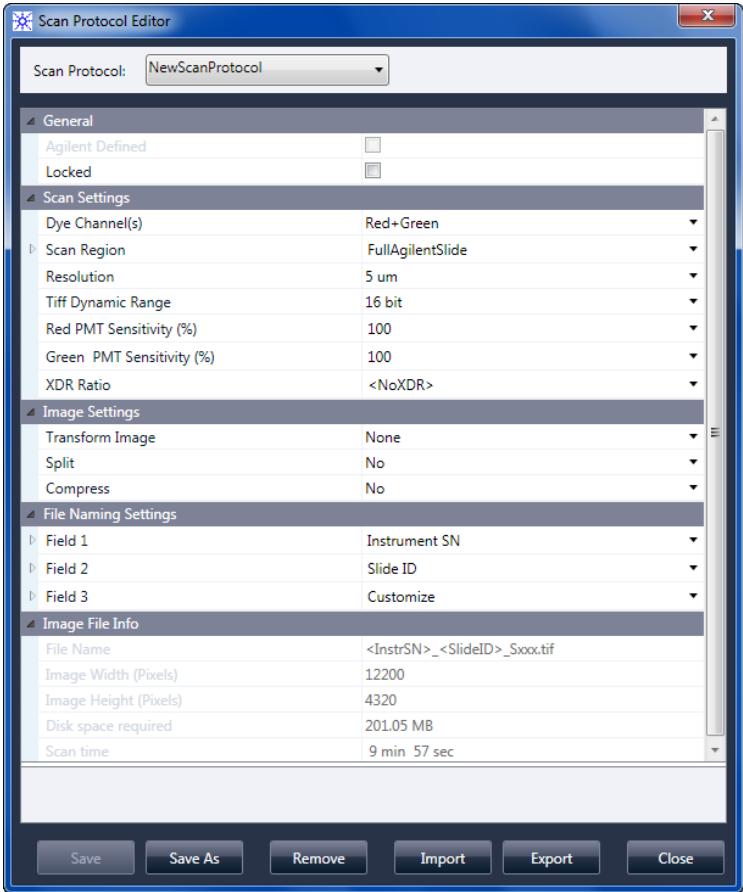 Scan Protocol Editor
Scan Protocol: NewScanProtocol
General
Agilent Defined
Locked
Scan Settings
Dye Channel(s) Red+Green
Scan Region FullAgilentSlide
Resolution 5 um
Tiff Dynamic Range 16 bit
Red PMT Sensitivity (%) 100
Green PMT Sensitivity (%) 100
XDR Ratio <NoXDR>
Image Settings
Transform Image None
Split No
Compress No
File Naming Settings
Field 1 Instrument SN
Field 2 Slide ID
Field 3 Customize
Image File Info
File Name <InstrSN>_<SlideID>_Sxxx.tif
Image Width (Pixels) 12200
Image Height (Pixels) 4320
Disk space required 201.05 MB
Scan time 9 min 57 sec
Save Save As Remove Import Export Close